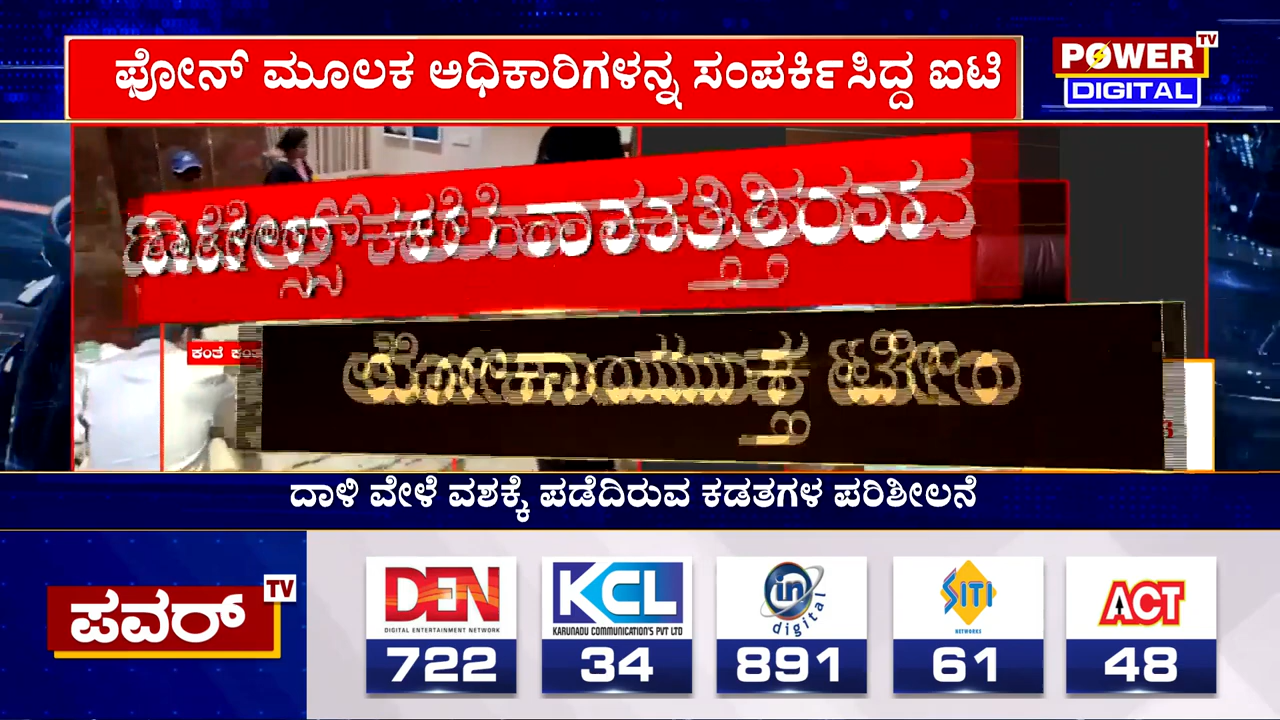 ಫೋನ್ ಮೂಲಕ ಅಧಿಕಾರಿಗಳನ್ನ ಸಂಪರ್ಕಿಸಿದ್ದ ಐಟಿ
POWER TV
DIGITAL
ಕಂತೆ ಕಂತ
ಲೋಕಾಯುಕ್ತ ಟೀಂ
ದಾಳಿ ವೇಳೆ ವಶಕ್ಕೆ ಪಡೆದಿರುವ ಕಡತಗಳ ಪರಿಶೀಲನೆ
ಪವರ್ TV
DEN
DIGITAL ENTERTAINMENT NETWORK
722
KCL
KARUNADU COMMUNICATION'S PVT LTD
34
in digital
891
SITI
NETWORKS
61
ACT
48